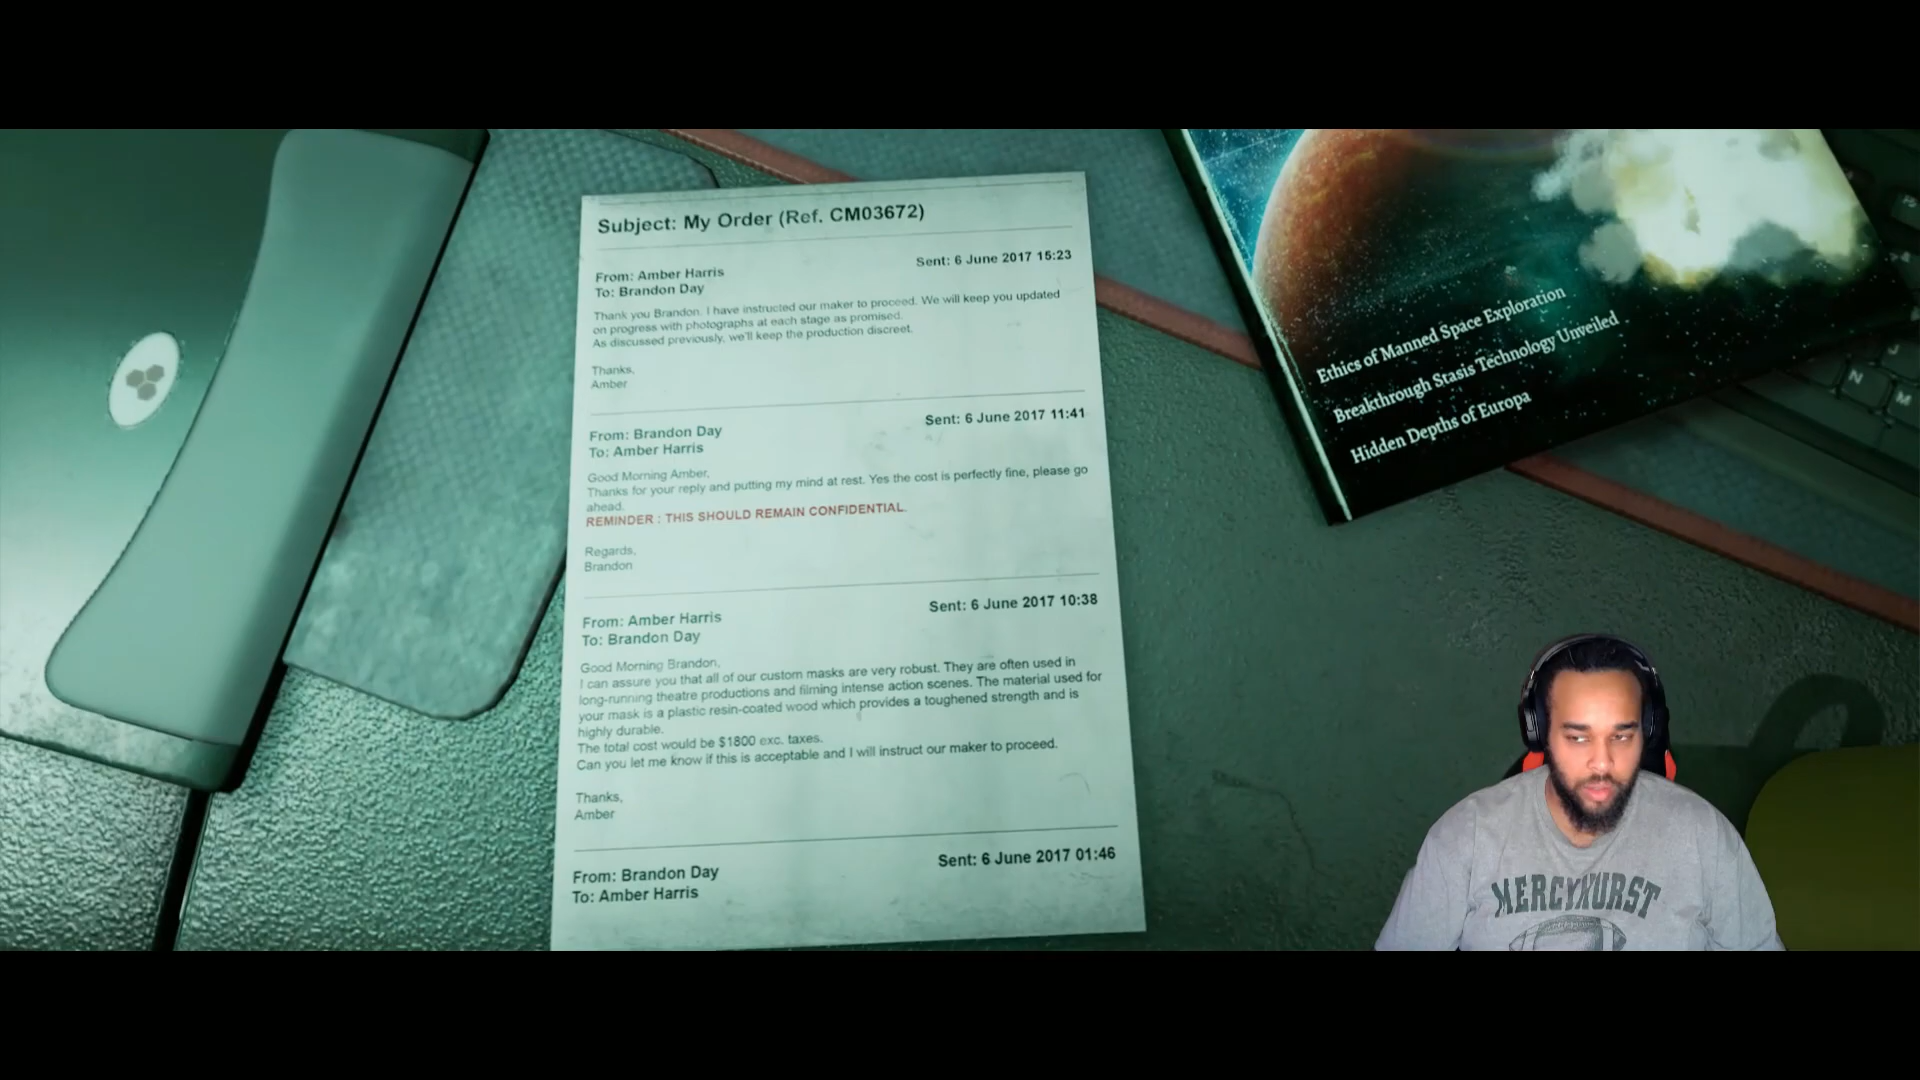 Subject: My Order (Ref. CM03672)
From: Amber Harris
Sent: 6 June 2017 15:23
To: Brandon Day
Thank you Brandon. I have instructed our maker to proceed. We will keep you updated
on progress with photographs at each stage as promised.
As discussed previously, we'll keep the production discreet.
Thanks,
Amber
From: Brandon Day
Sent: 6 June 2017 11:41
To: Amber Harris
Good Morning Amber,
Thanks for your reply and putting my mind at rest. Yes the cost is perfectly fine, please go
ahead.
REMINDER : THIS SHOULD REMAIN CONFIDENTIAL.
Regards,
Brandon
From: Amber Harris
Sent: 6 June 2017 10:38
To: Brandon Day
Good Morning Brandon,
I can assure you that all of our custom masks are very robust. They are often used in
long-running theatre productions and filming intense action scenes. The material used for
your mask is a plastic resin-coated wood which provides a toughened strength and is
highly durable.
The total cost would be $1800 exc. taxes.
Can you let me know if this is acceptable and I will instruct our maker to proceed.
Thanks,
Amber
From: Brandon Day
Sent: 6 June 2017 01:46
To: Amber Harris
Ethics of Manned Space Exploration
Breakthrough Stasis Technology Unveiled
Hidden Depths of Europa
N
M
MERCYHURST